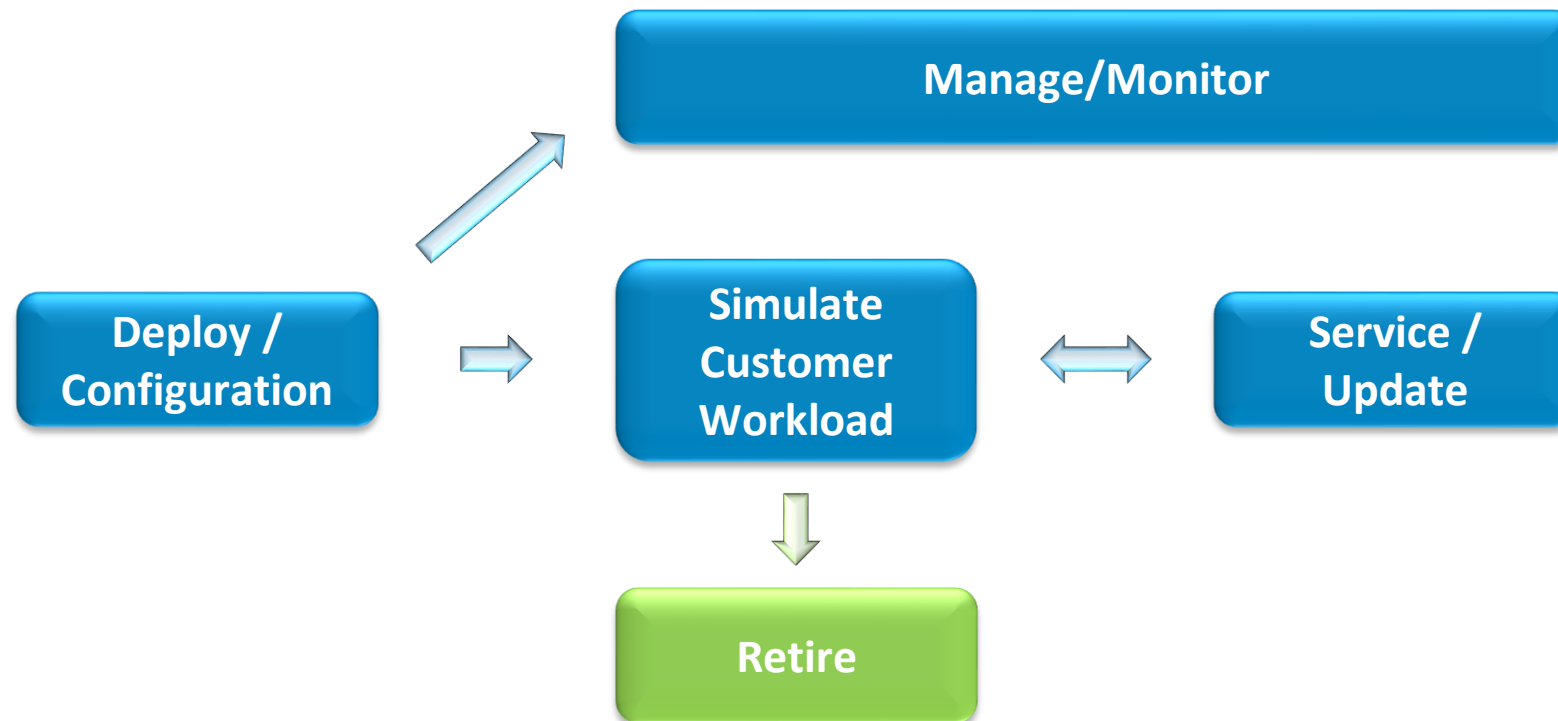 Manage/Monitor
Deploy /
Configuration
Simulate
Customer
Workload
Service /
Update
Retire